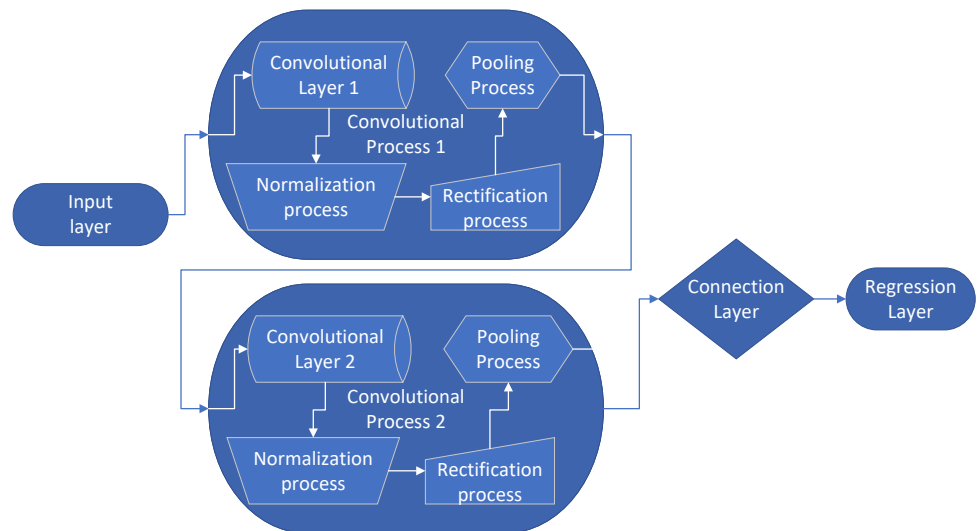 Input
layer
Convolutional
Layer 1
Pooling
Process
Convolutional
Process 1
Normalization
process
Rectification
process
Convolutional
Layer 2
Pooling
Process
Convolutional
Process 2
Normalization
process
Rectification
process
Connection
Layer
Regression
Layer